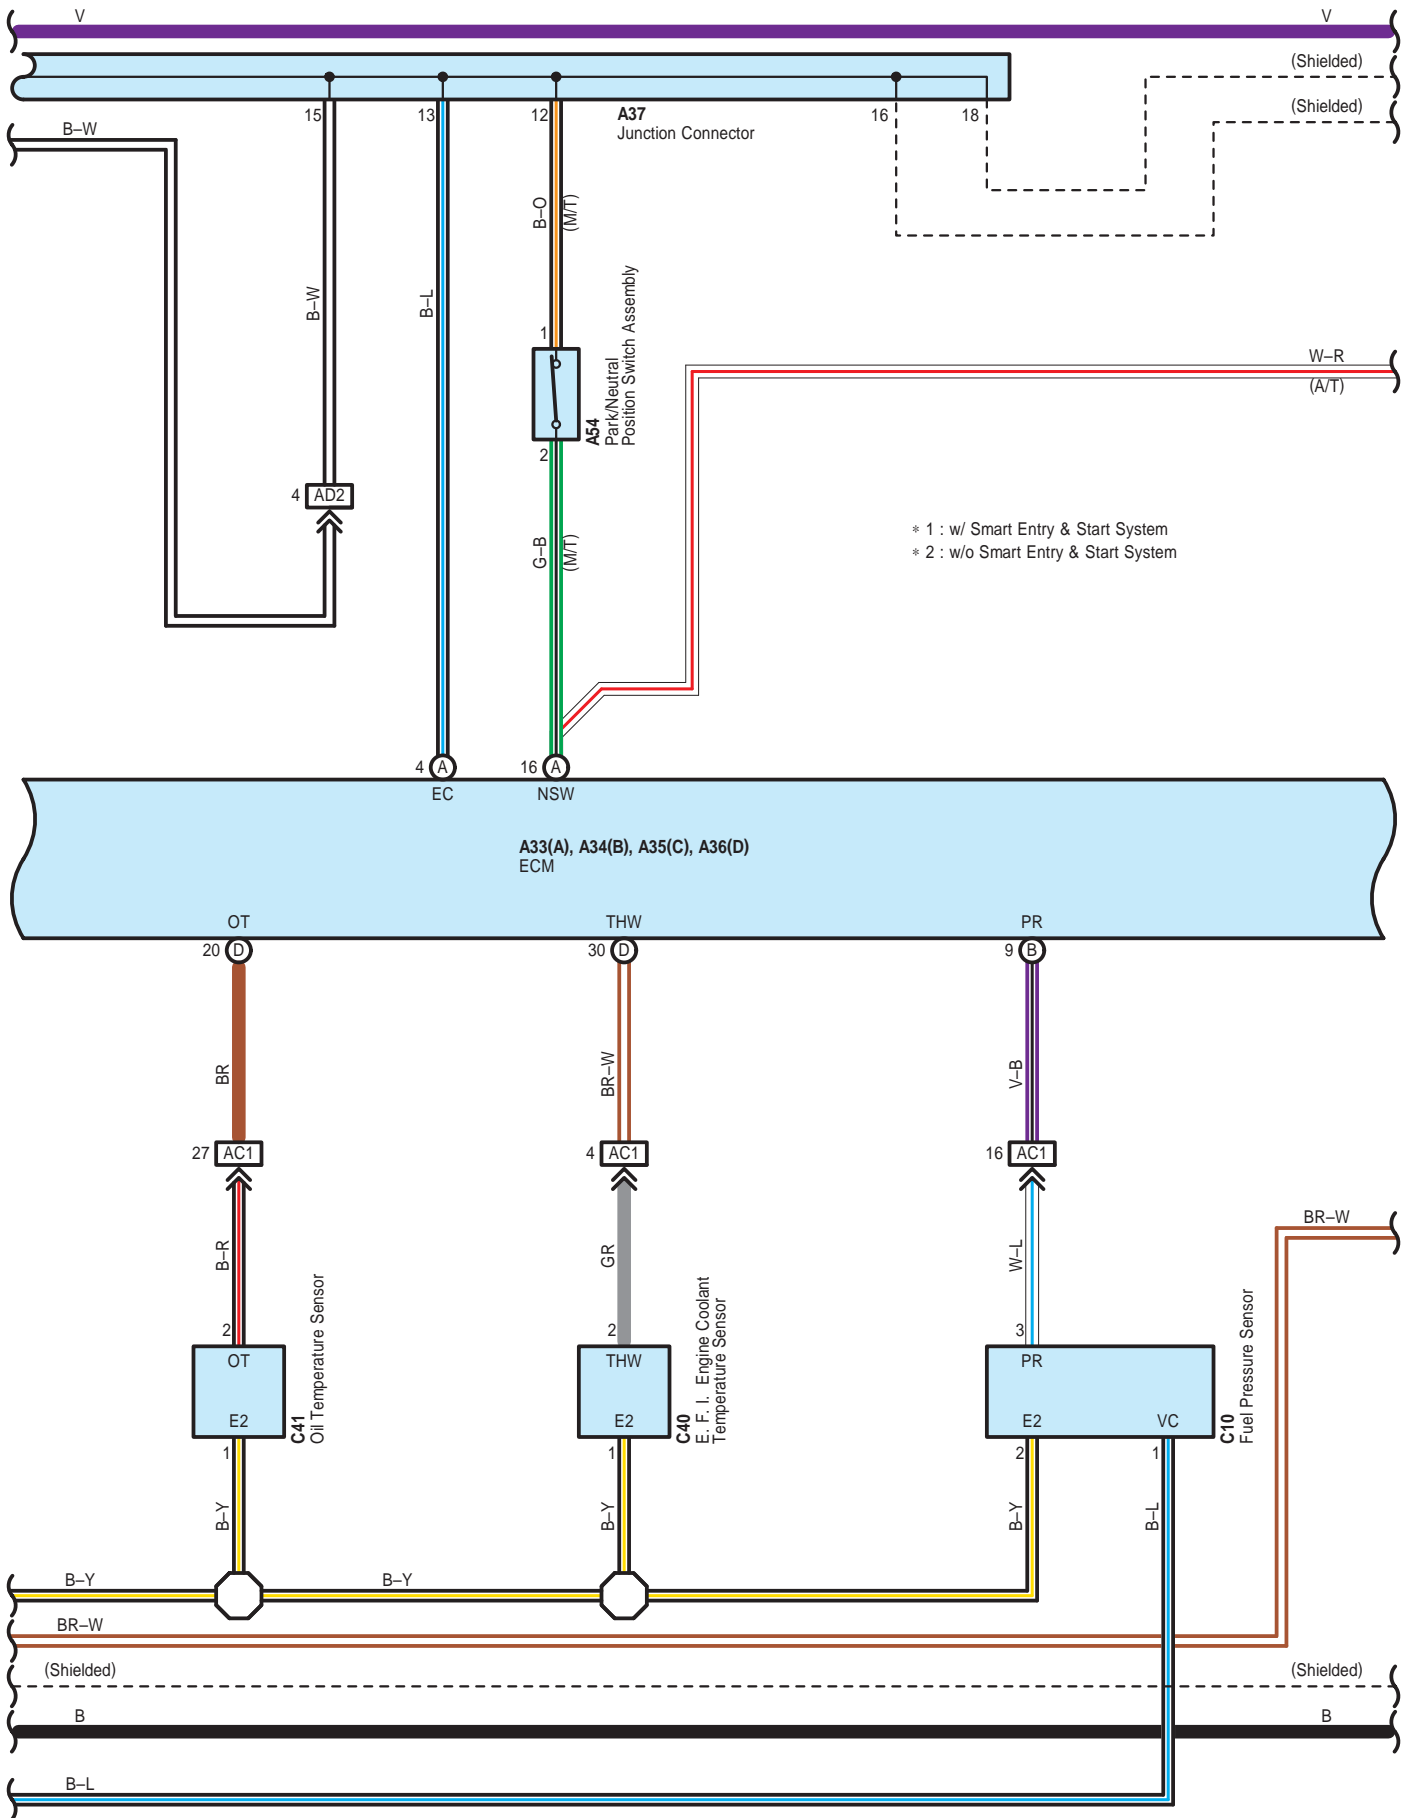 V
V
(Shielded)
(Shielded)
15
13
12
A37
Junction Connector
16
18
B–W
B–O
(M/T)
B–W
B–L
1
A54
Park/Neutral
Position Switch Assembly
2
W–R
(A/T)
4
AD2
G–B
(M/T)
* 1 : w/ Smart Entry & Start System
* 2 : w/o Smart Entry & Start System
4
A
16
A
EC
NSW
A33(A), A34(B), A35(C), A36(D)
ECM
OT
THW
PR
20
D
30
D
9
B
BR
BR–W
V–B
27
AC1
4
AC1
16
AC1
B–R
GR
W–L
BR–W
2
2
3
OT
THW
PR
E2
E2
E2
VC
C41
Oil Temperature Sensor
C40
E. F. I. Engine Coolant
Temperature Sensor
C10
Fuel Pressure Sensor
1
1
2
1
B–Y
B–Y
B–Y
B–L
B–Y
B–Y
BR–W
(Shielded)
(Shielded)
B
B
B–L